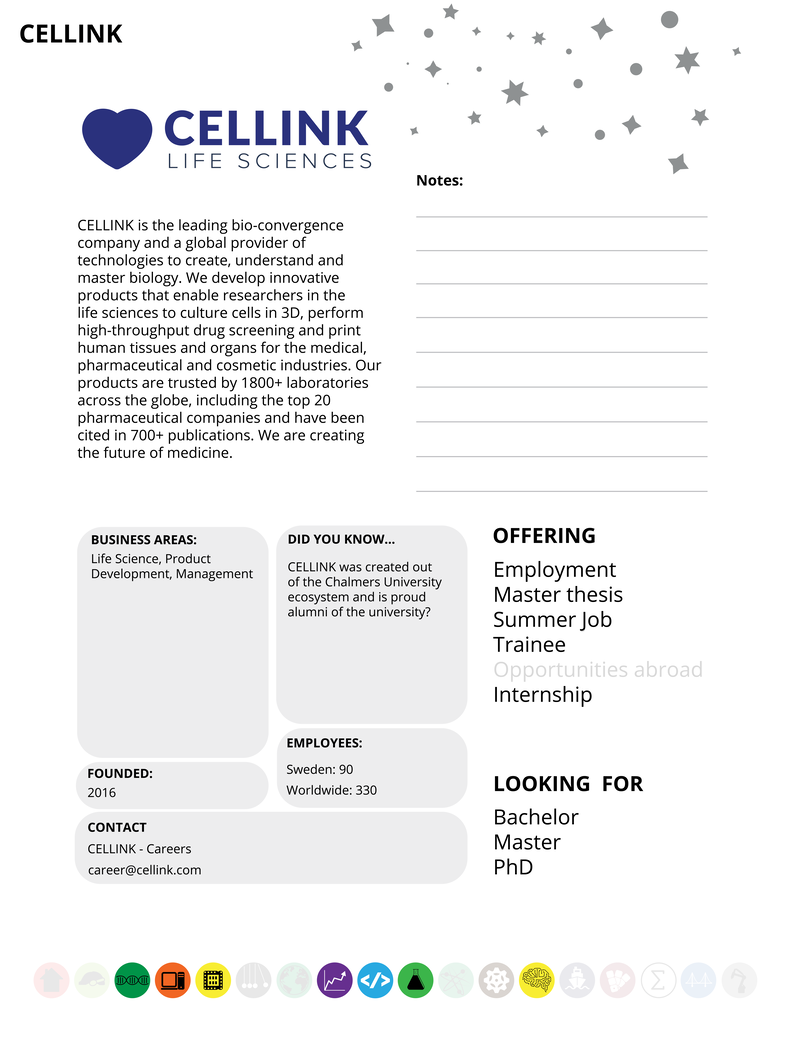 CELLINK
CELLINK
LIFE SCIENCES
Notes:
CELLINK is the leading bio-convergence
company and a global provider of
technologies to create, understand and
master biology. We develop innovative
products that enable researchers in the
life sciences to culture cells in 3D, perform
high-throughput drug screening and print
human tissues and organs for the medical,
pharmaceutical and cosmetic industries. Our
products are trusted by 1800+ laboratories
across the globe, including the top 20
pharmaceutical companies and have been
cited in 700+ publications. We are creating
the future of medicine.
BUSINESS AREAS:
Life Science, Product
Development, Management
DID YOU KNOW...
CELLINK was created out
of the Chalmers University
ecosystem and is proud
alumni of the university?
FOUNDED:
2016
EMPLOYEES:
Sweden: 90
Worldwide: 330
CONTACT
CELLINK - Careers
career@cellink.com
OFFERING
Employment
Master thesis
Summer Job
Trainee
Opportunities abroad
Internship
LOOKING FOR
Bachelor
Master
PhD